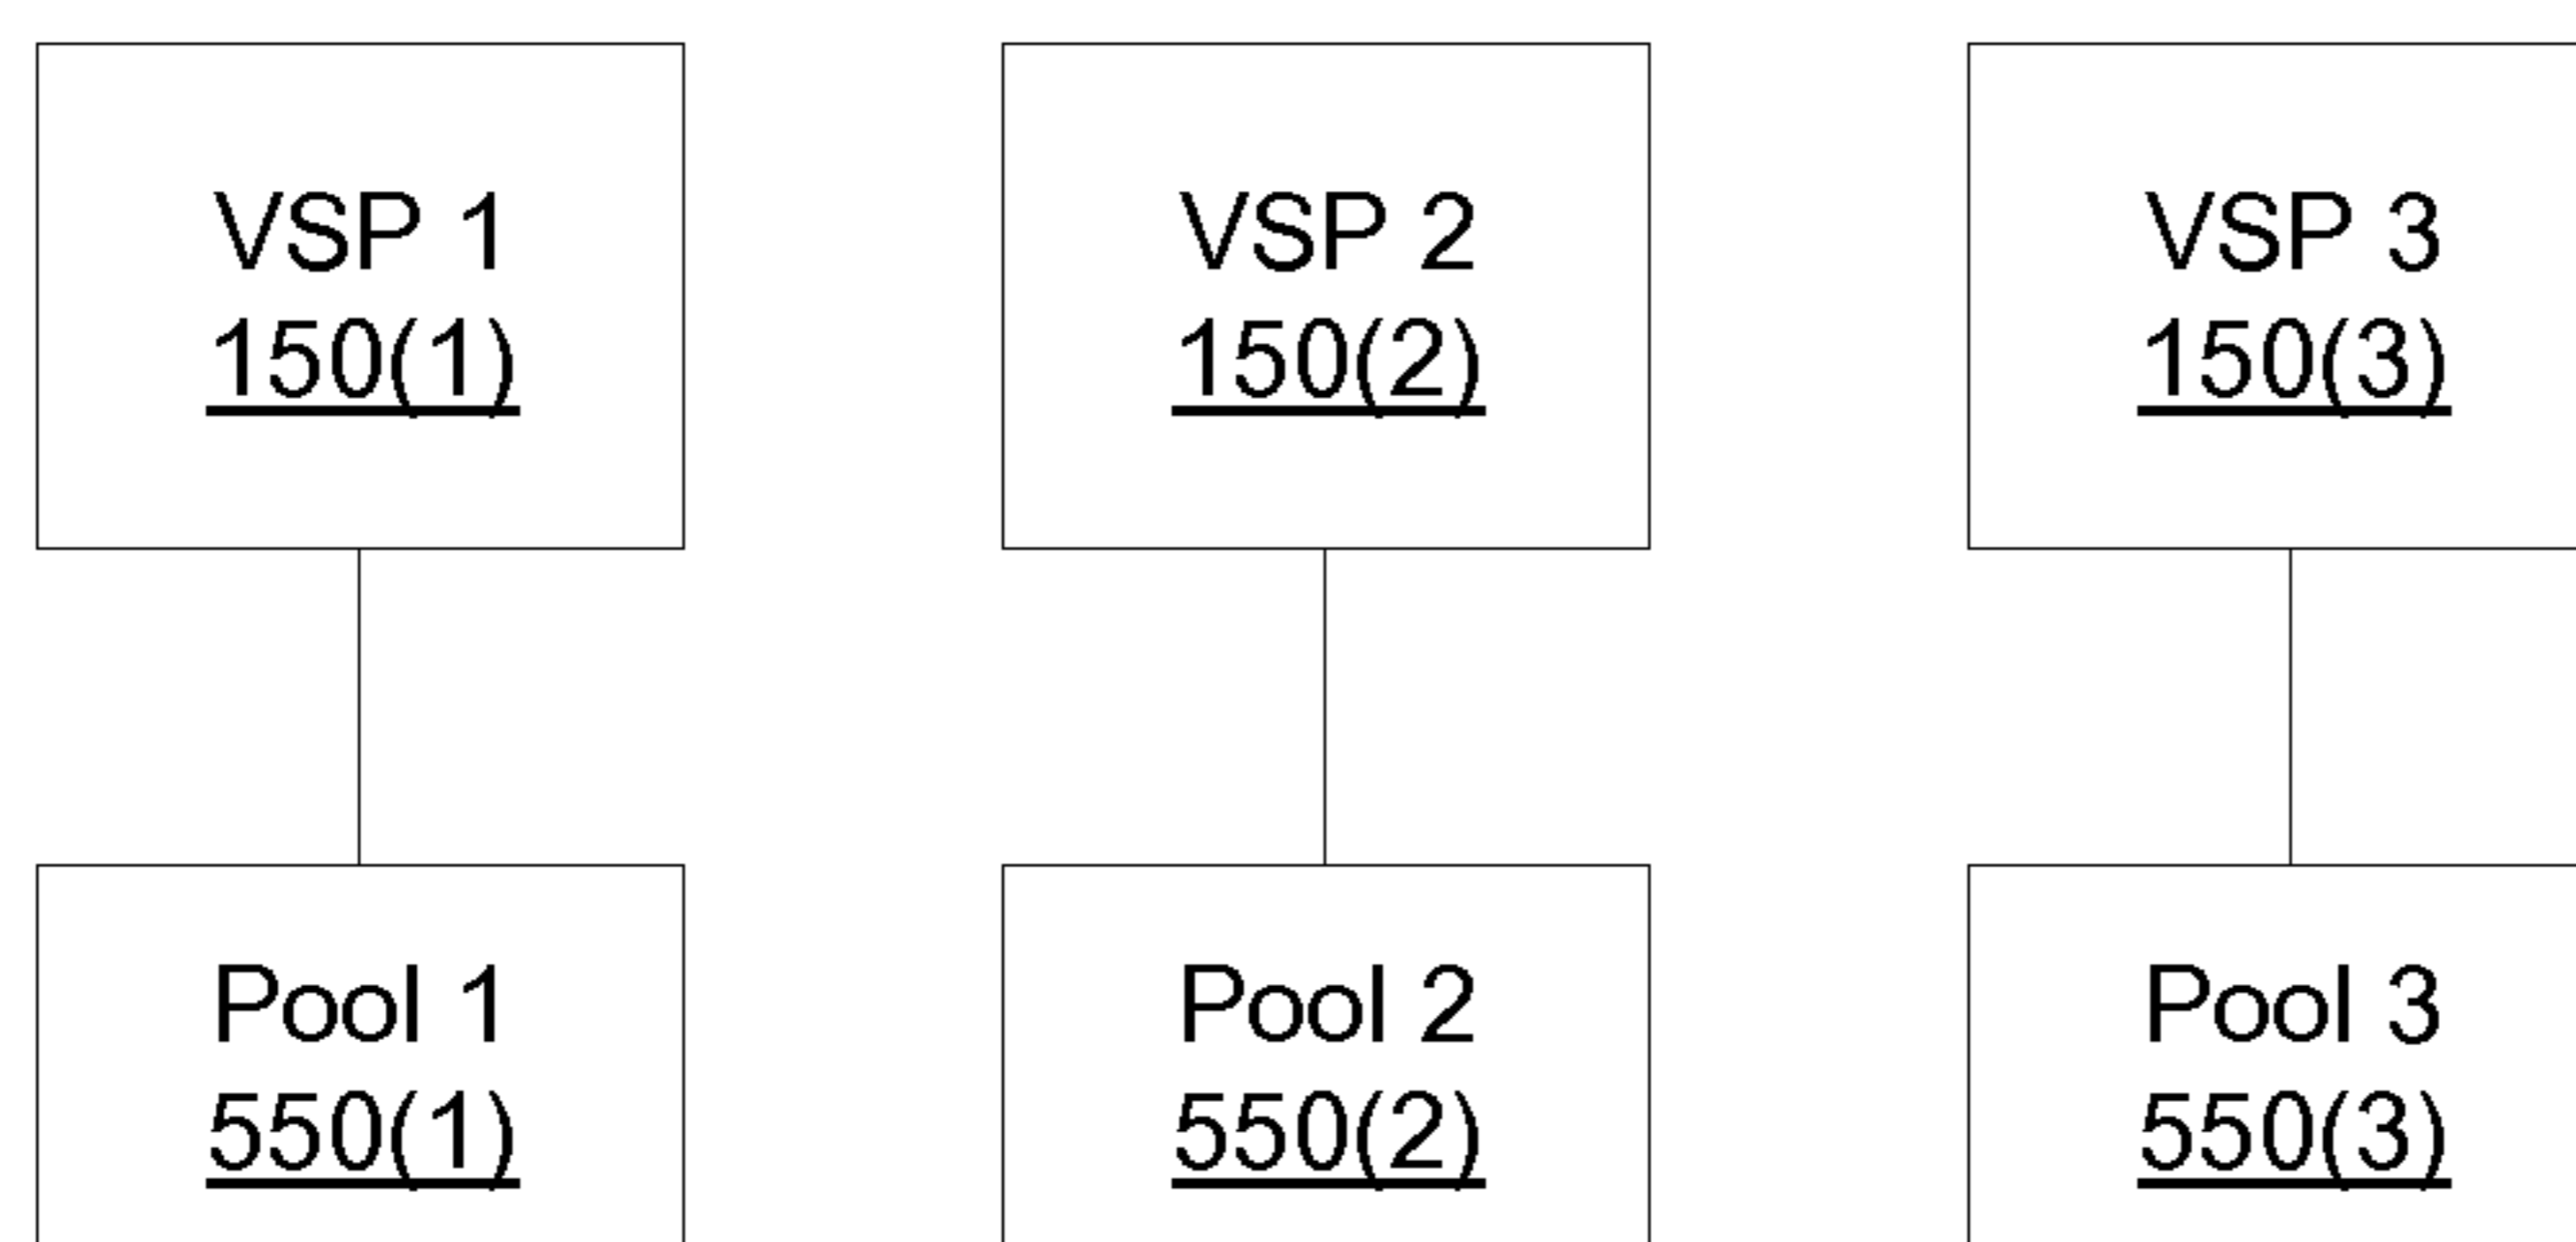 VSP 1
150(1)
VSP 2
150(2)
VSP 3
150(3)
Pool 1
550(1)
Pool 2
550(2)
Pool 3
550(3)